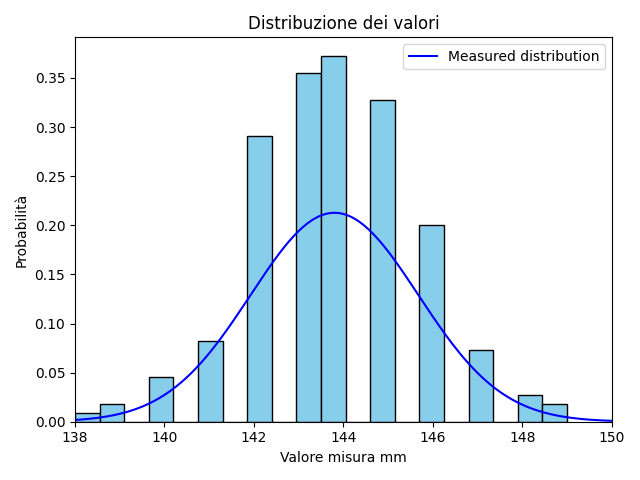 Distribuzione dei valori
Measured distribution
0.35
0.30
0.25
0.20
0.15
0.10
0.05
0.00
Probabilità
138 140 142 144 146 148 150
Valore misura mm